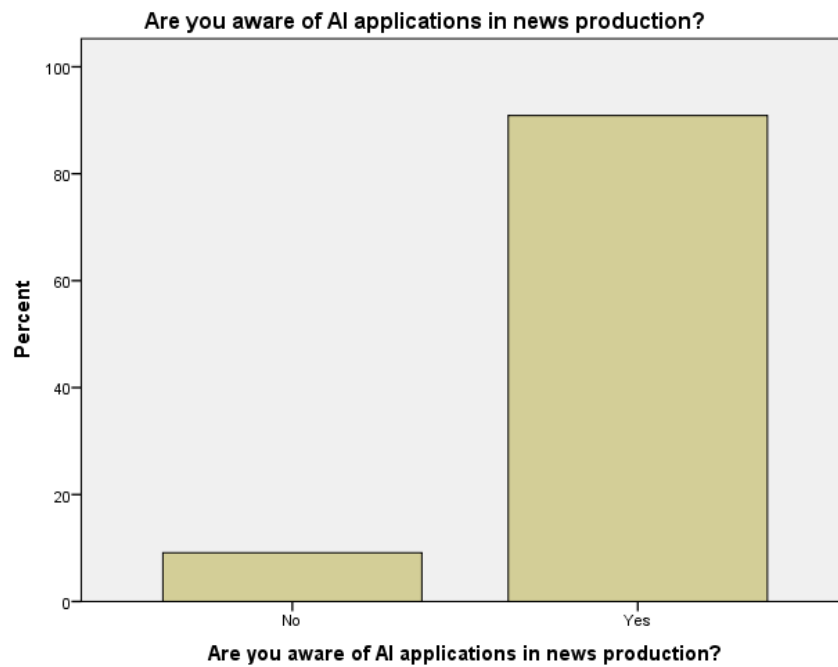 Are you aware of AI applications in news production?
100
80
60
40
20
0
Percent
No
Yes
Are you aware of AI applications in news production?